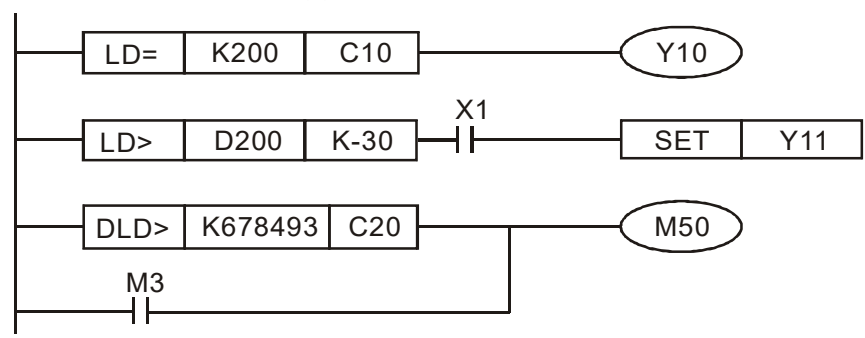 LD= K200 C10 Y10
X1
LD> D200 K-30 SET Y11
DLD> K678493 C20 M50
M3